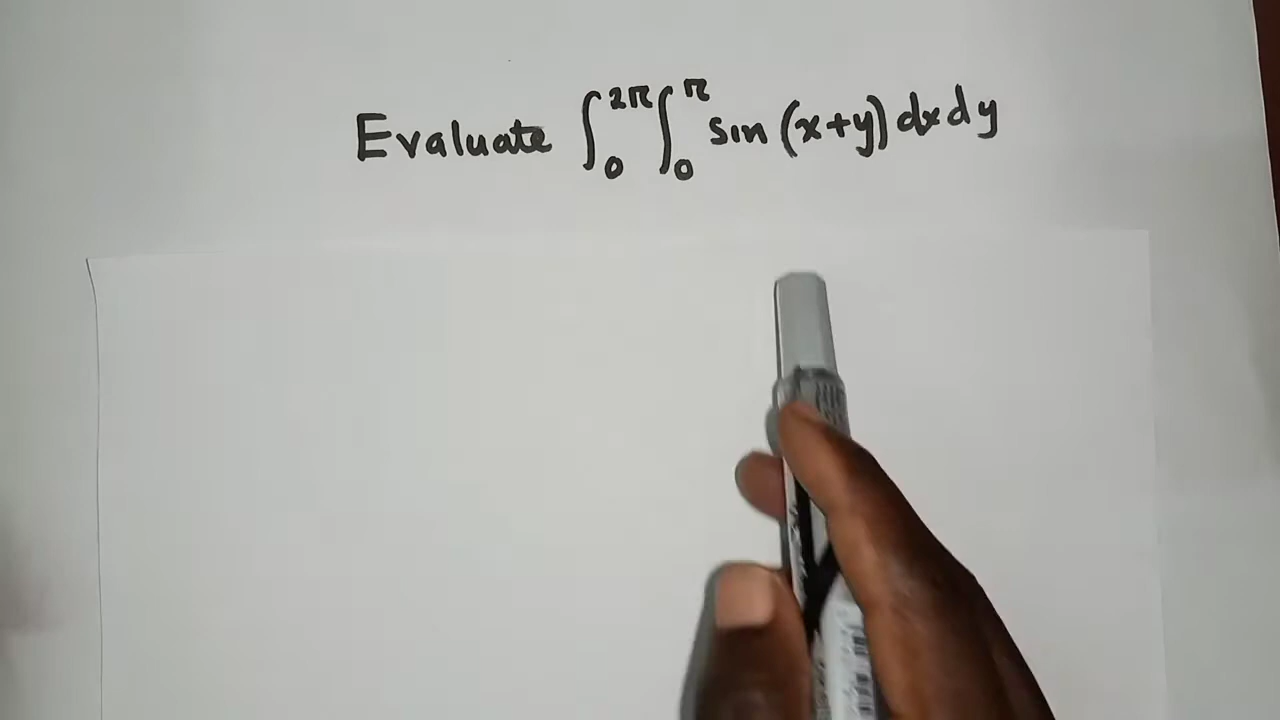 Evaluate ∫₀^{2π} ∫₀^{π} sin (x+y) dx dy